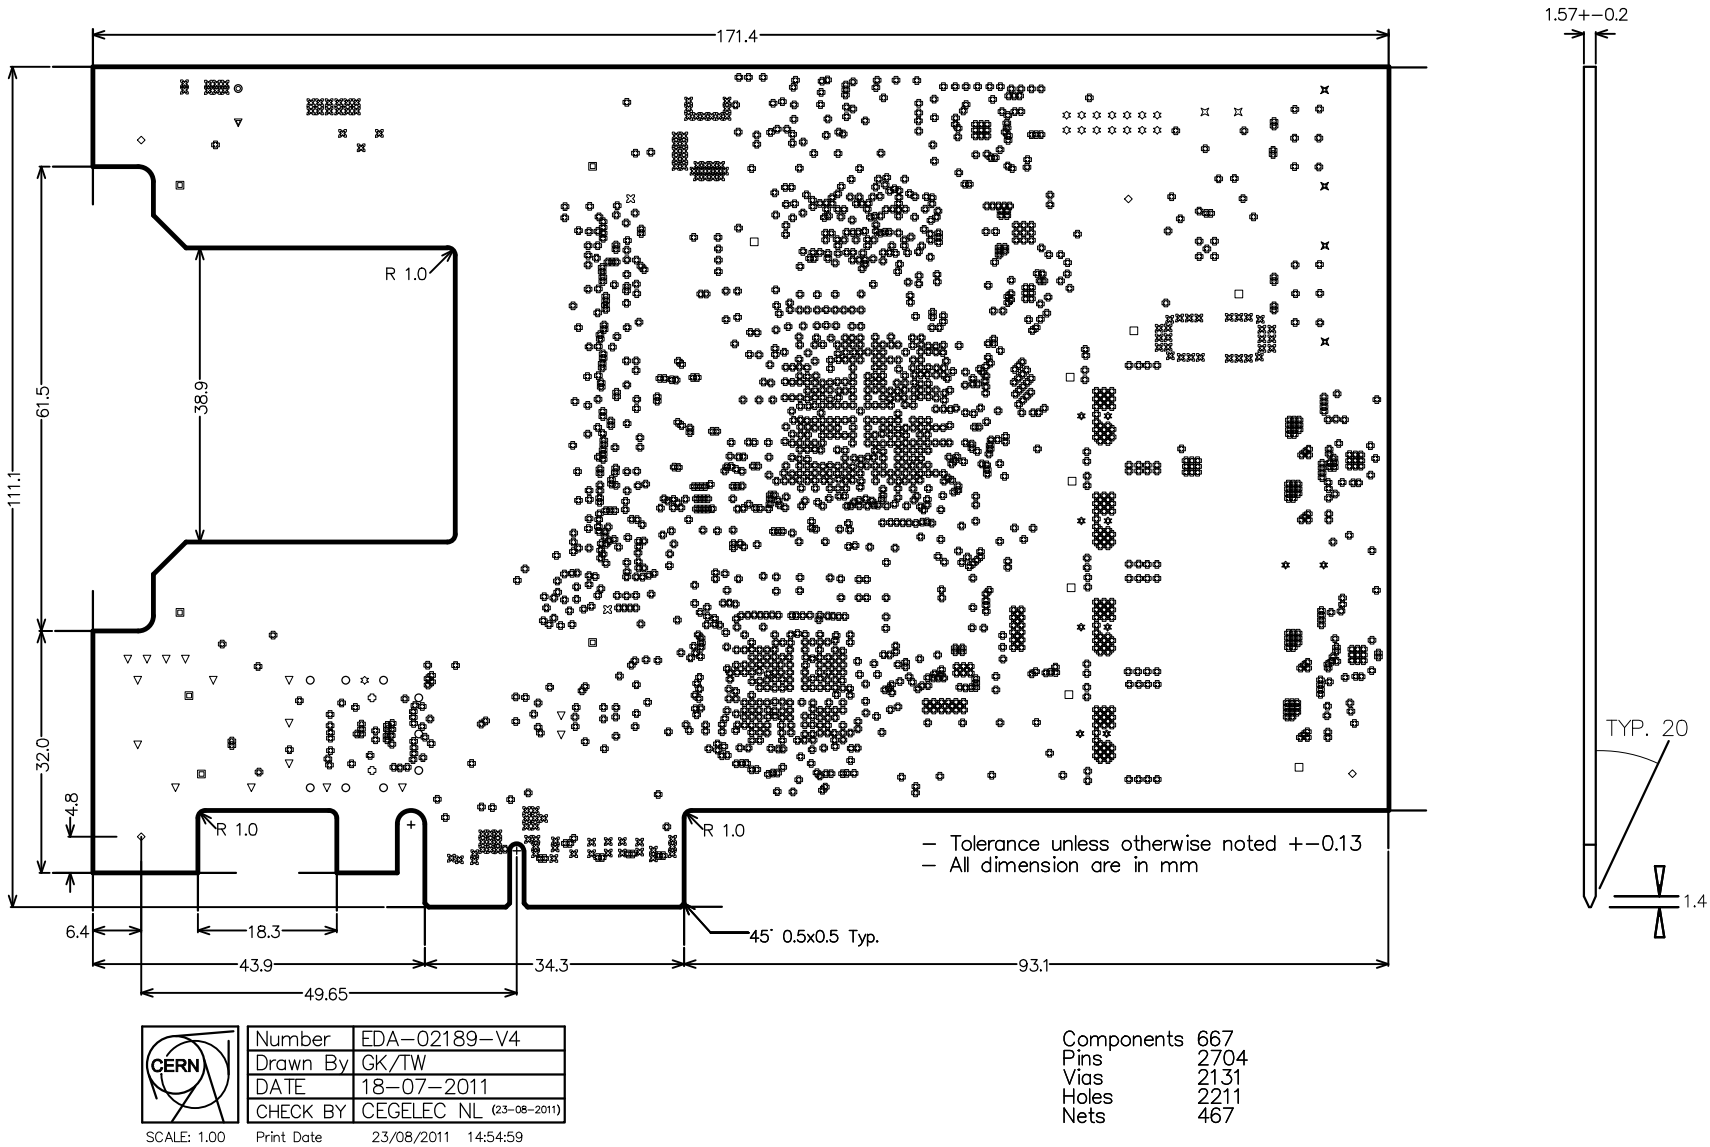 171.4
1.57+-0.2
111.1
61.5
38.9
R 1.0
32.0
4.8
R 1.0
R 1.0
TYP. 20
1.4
- Tolerance unless otherwise noted +-0.13
- All dimension are in mm
6.4
18.3
45° 0.5x0.5 Typ.
43.9
34.3
93.1
49.65
CERN
Number EDA-02189-V4
Drawn By GK/TW
DATE 18-07-2011
CHECK BY CEGELEC NL (23-08-2011)
SCALE: 1.00 Print Date 23/08/2011 14:54:59
Components 667
Pins 2704
Vias 2131
Holes 2211
Nets 467